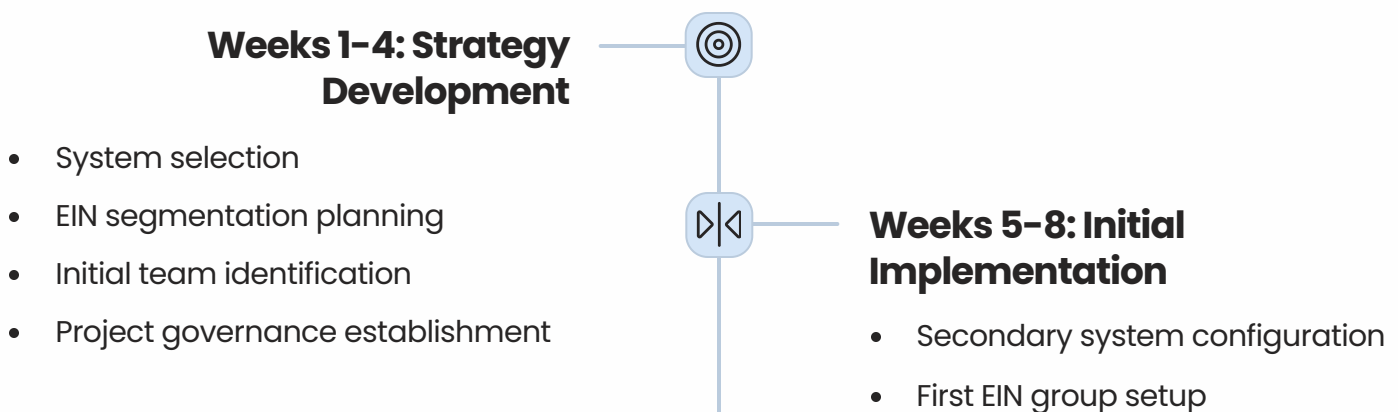 Weeks 1-4: Strategy
Development
• System selection
• EIN segmentation planning
• Initial team identification
• Project governance establishment
Weeks 5-8: Initial
Implementation
• Secondary system configuration
• First EIN group setup